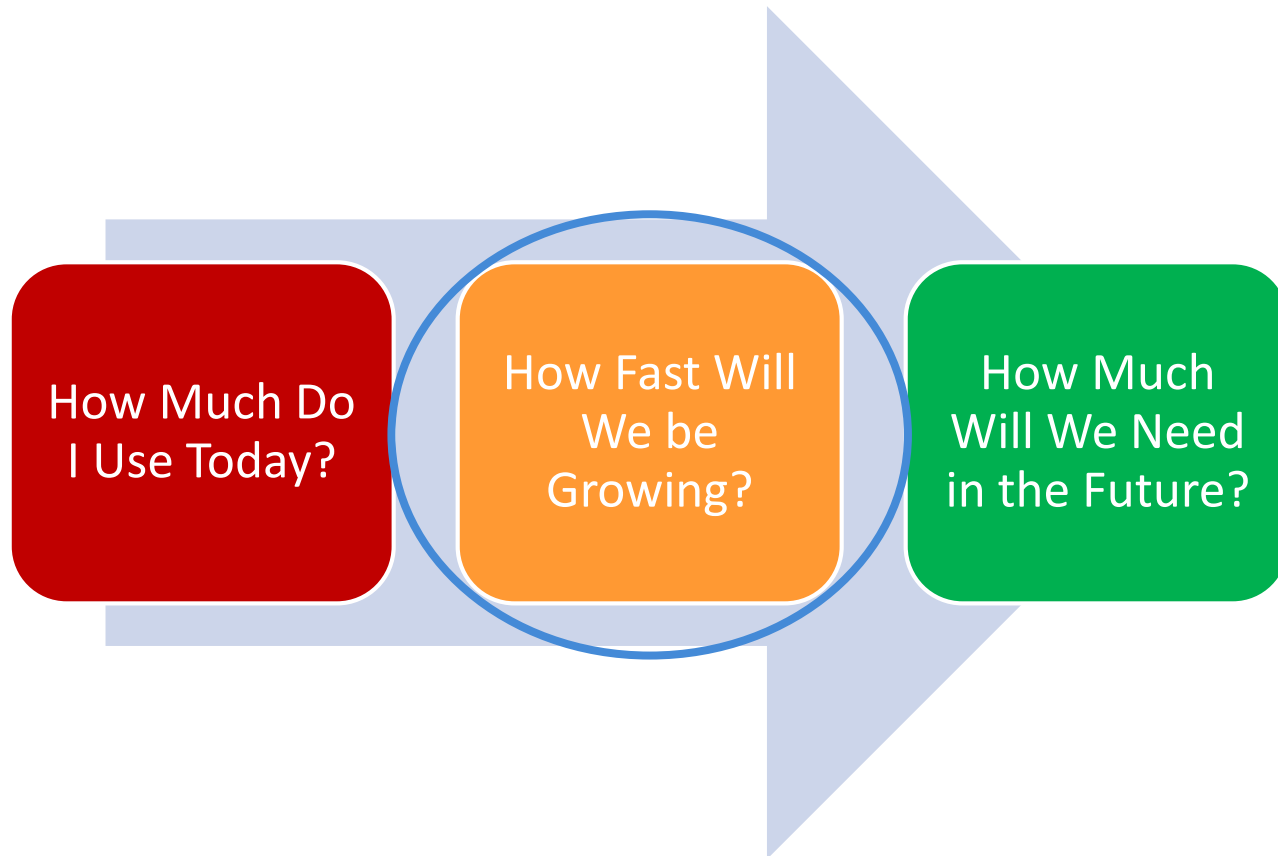 How Much Do
I Use Today?
How Fast Will
We be
Growing?
How Much
Will We Need
in the Future?